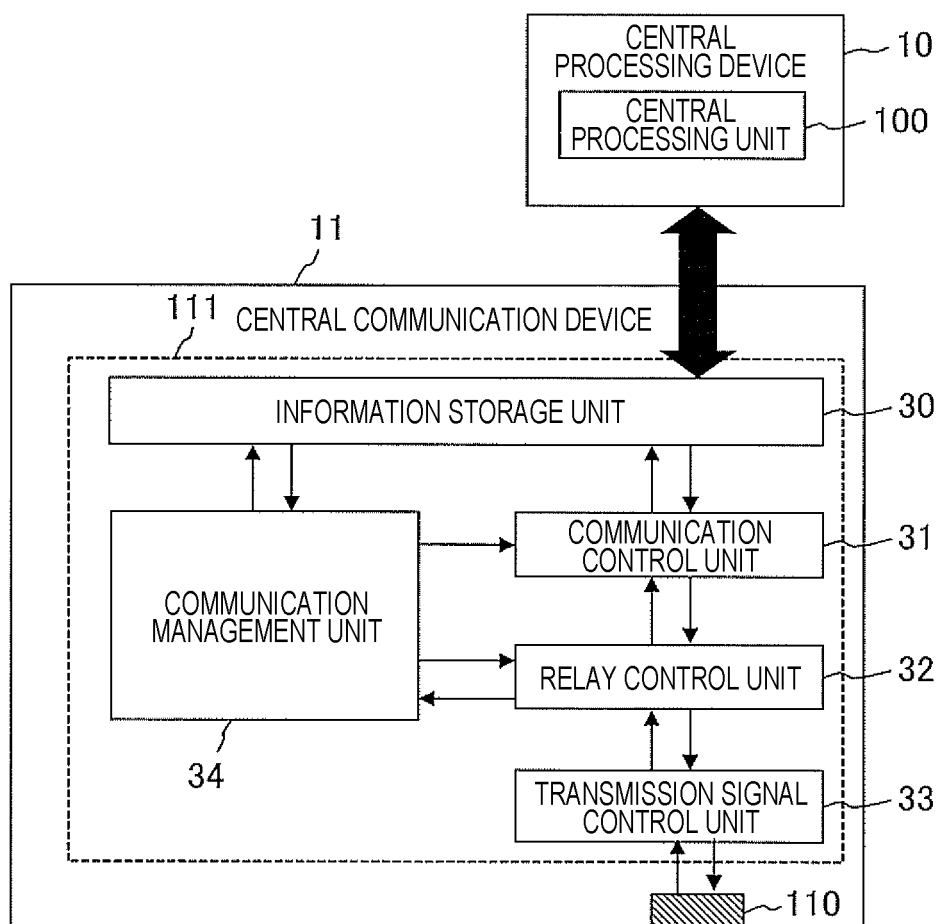 CENTRAL
PROCESSING DEVICE
10
CENTRAL
PROCESSING UNIT
100
11
111
CENTRAL COMMUNICATION DEVICE
INFORMATION STORAGE UNIT
30
COMMUNICATION
CONTROL UNIT
31
COMMUNICATION
MANAGEMENT UNIT
34
RELAY CONTROL UNIT
32
TRANSMISSION SIGNAL
CONTROL UNIT
33
110